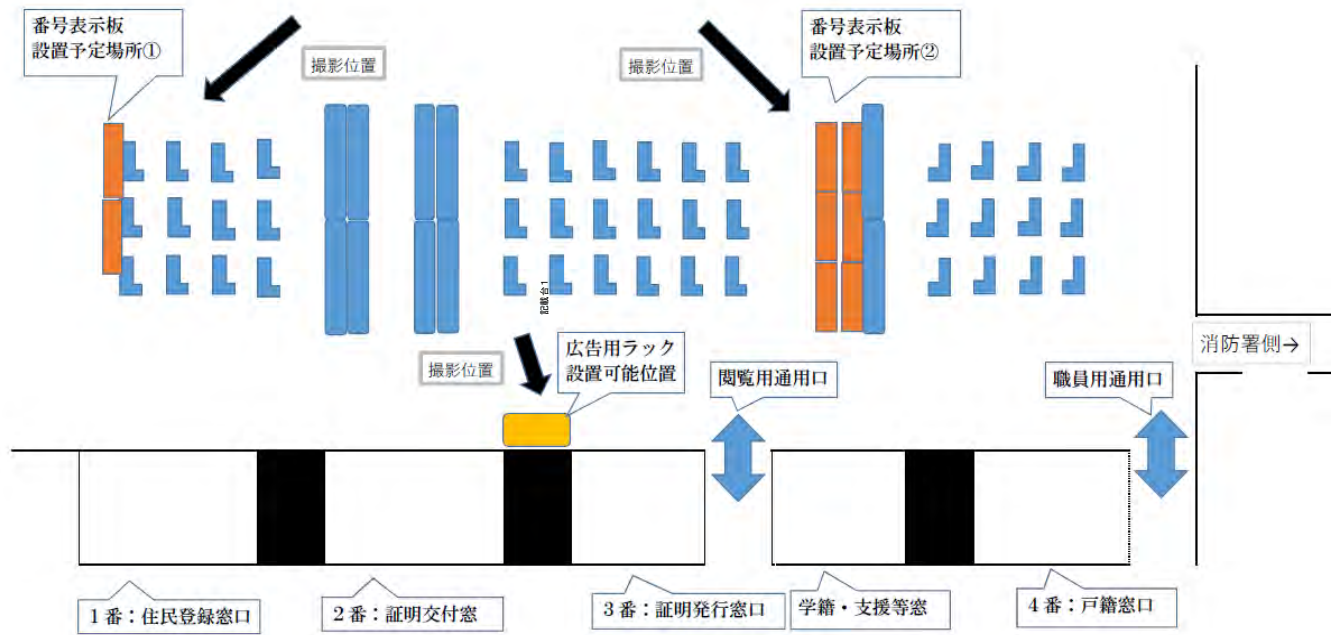 番号表示板
設置予定場所①
撮影位置
撮影位置
番号表示板
設置予定場所②
記載台1
消防署側→
撮影位置
広告用ラック
設置可能位置
閲覧用通用口
職員用通用口
1番：住民登録窓口
2番：証明交付窓
3番：証明発行窓口
学籍・支援等窓
4番：戸籍窓口